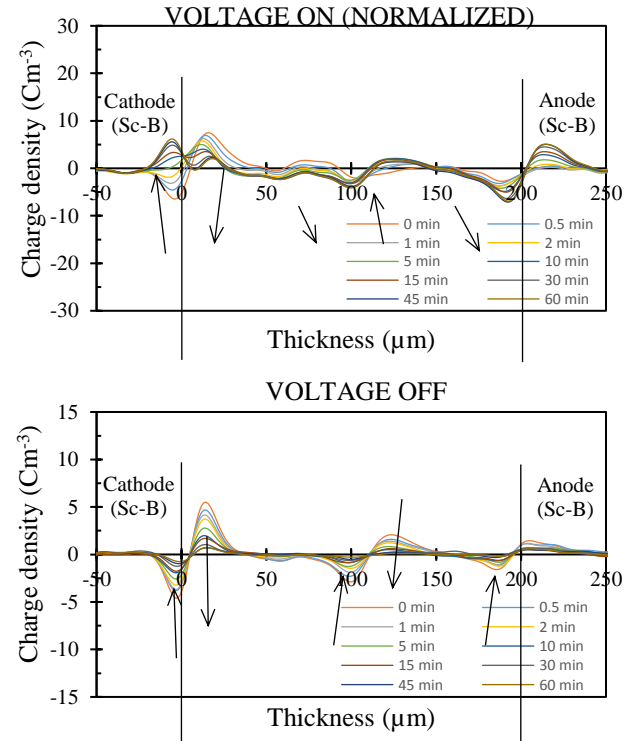 VOLTAGE ON (NORMALIZED)
30
20
10
0
-10
-20
-30
Charge density (Cm-3)
Cathode
(Sc-B)
Anode
(Sc-B)
-50 0 50 100 150 200 250
0 min 0.5 min
1 min 2 min
5 min 10 min
15 min 30 min
45 min 60 min
Thickness (µm)
VOLTAGE OFF
15
10
5
0
-5
-10
-15
Charge density (Cm-3)
Cathode
(Sc-B)
Anode
(Sc-B)
-50 0 50 100 150 200 250
0 min 0.5 min
1 min 2 min
5 min 10 min
15 min 30 min
45 min 60 min
Thickness (µm)